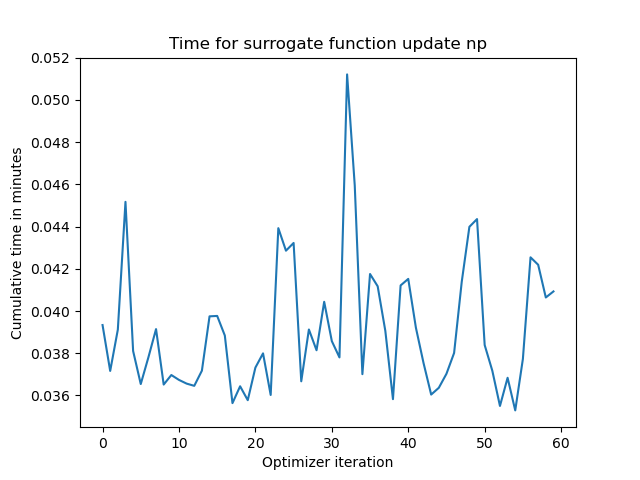 Time for surrogate function update np
Cumulative time in minutes
0.052
0.050
0.048
0.046
0.044
0.042
0.040
0.038
0.036
0 10 20 30 40 50 60
Optimizer iteration